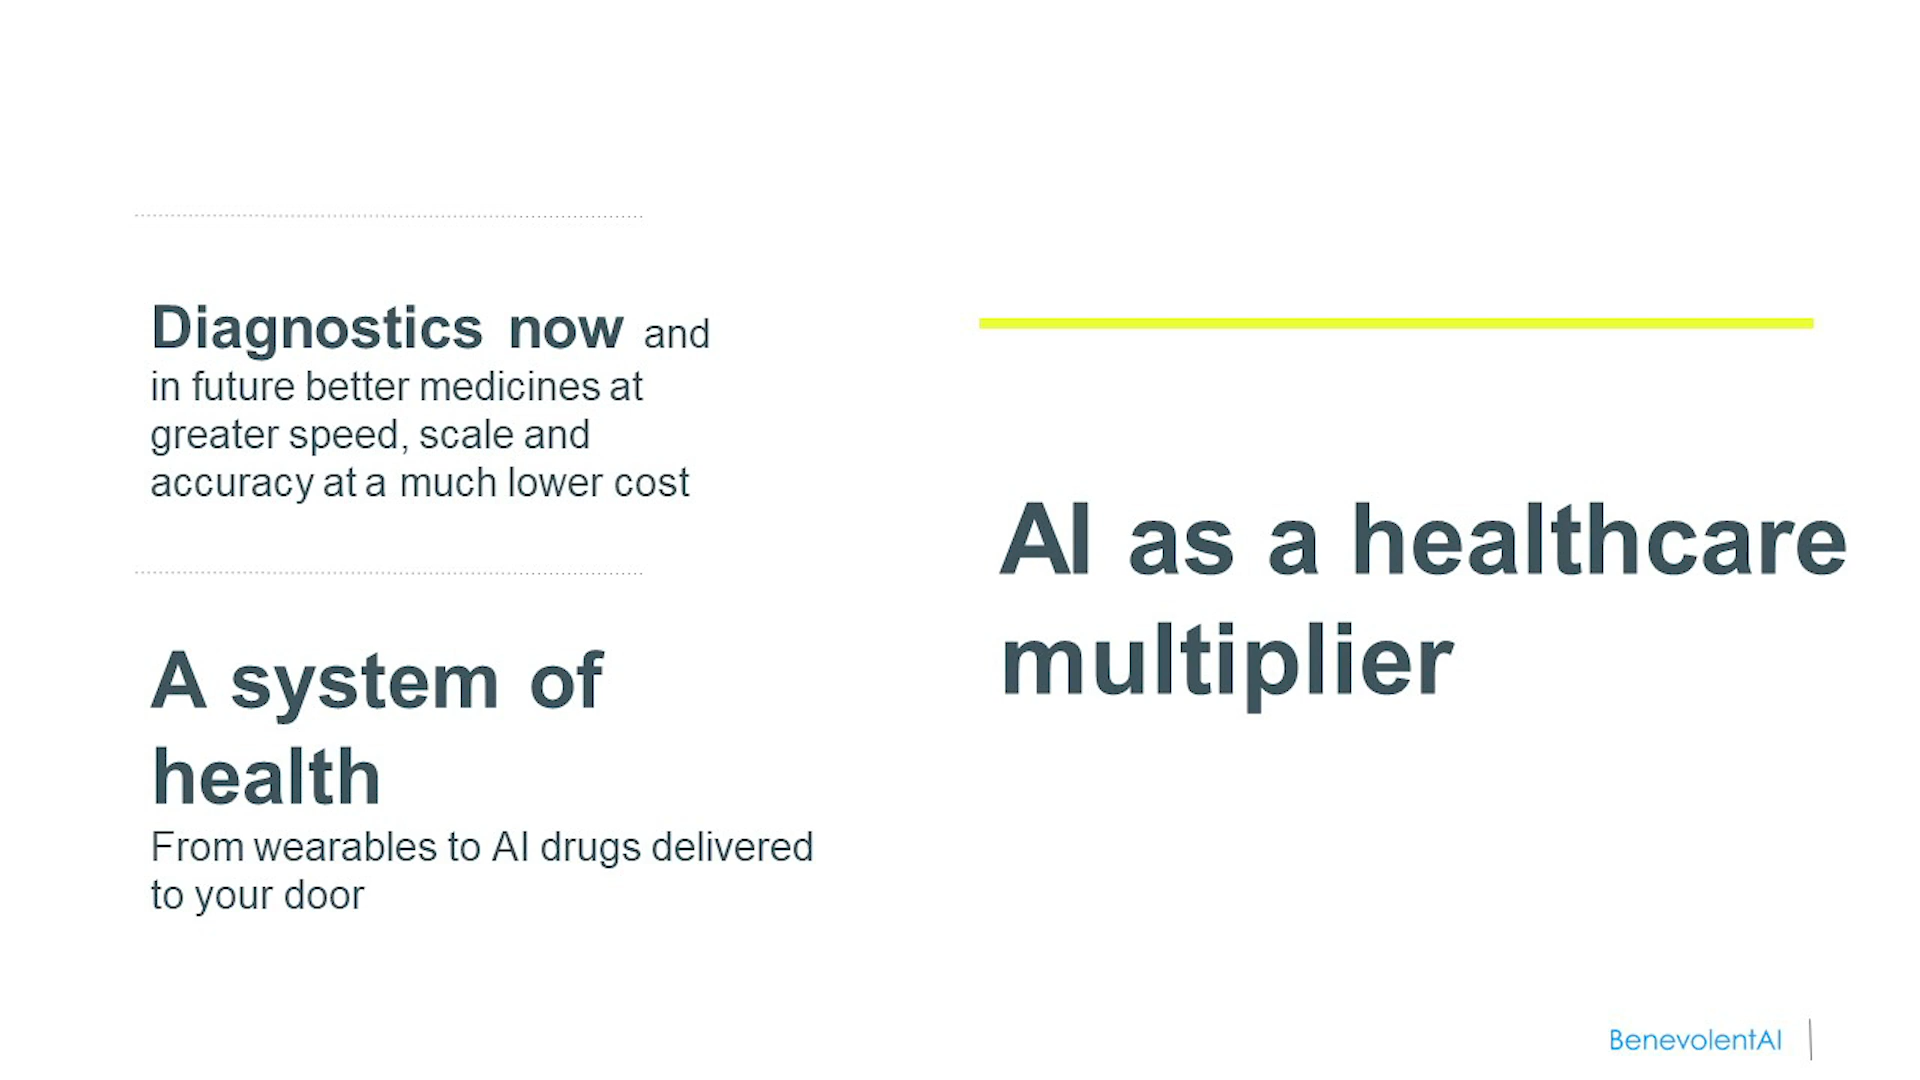 Diagnostics now and
in future better medicines at
greater speed, scale and
accuracy at a much lower cost
A system of
health
From wearables to AI drugs delivered
to your door
AI as a healthcare
multiplier
BenevolentAI